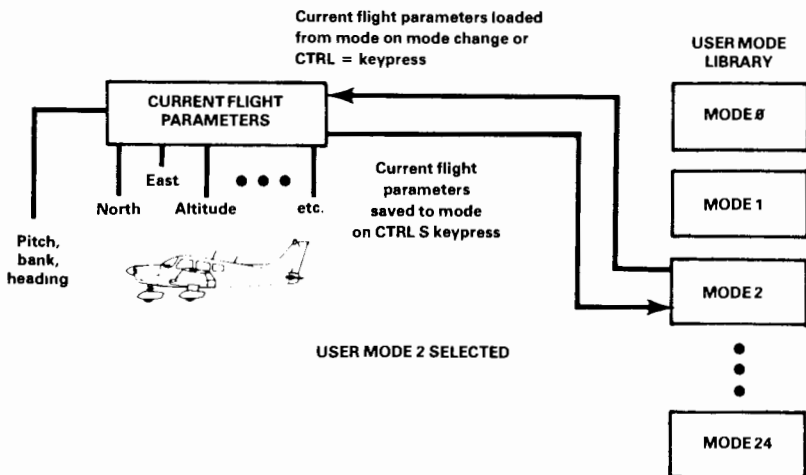 Current flight parameters loaded
from mode on mode change or
CTRL = keypress
USER MODE
LIBRARY
CURRENT FLIGHT
PARAMETERS
MODE 0
East
North
Altitude
etc.
Current flight
parameters
saved to mode
on CTRL S keypress
MODE 1
Pitch,
bank,
heading
MODE 2
USER MODE 2 SELECTED
MODE 24